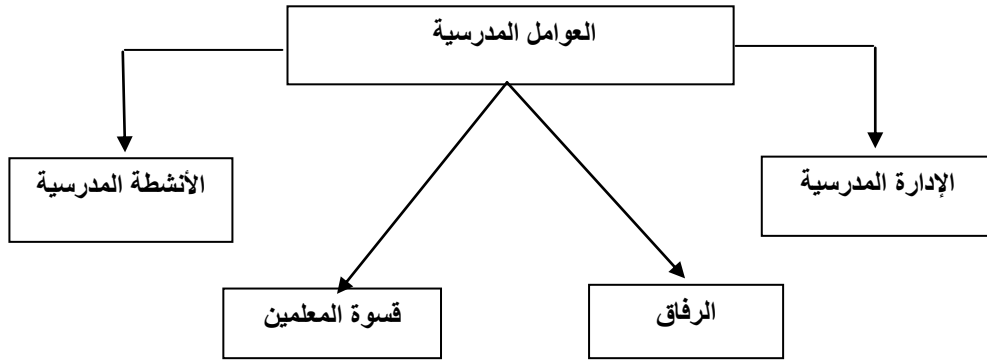 العوامل المدرسية
الإدارة المدرسية
الأنشطة المدرسية
الرفاق
قسوة المعلمين